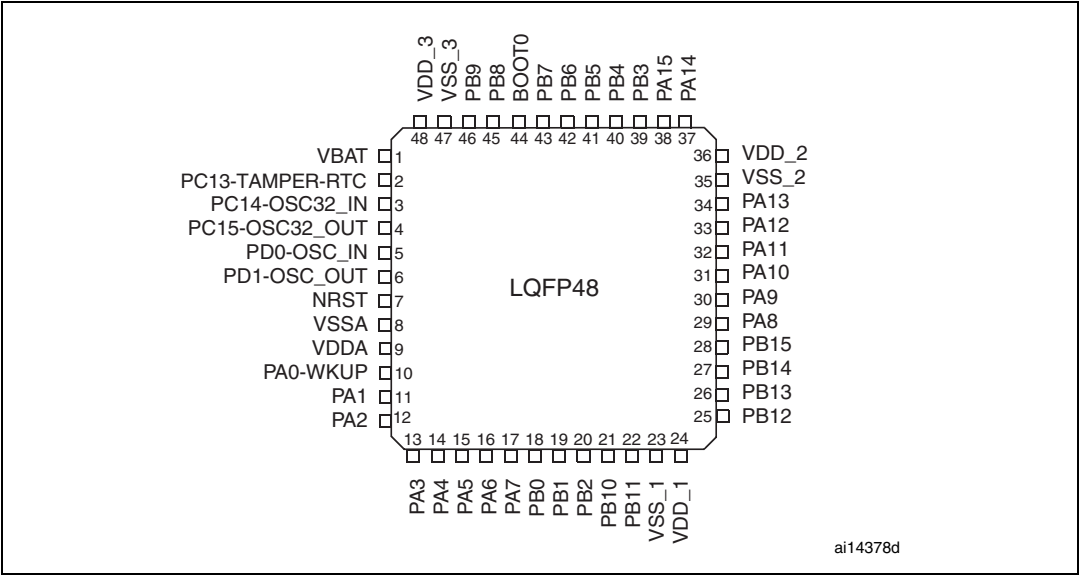 VDD_3
VSS_3
PB9
PB8
BOOT0
PB7
PB6
PB5
PB4
PB3
PA15
PA14
48 47 46 45 44 43 42 41 40 39 38 37
VBAT 1
PC13-TAMPER-RTC 2
PC14-OSC32_IN 3
PC15-OSC32_OUT 4
PD0-OSC_IN 5
PD1-OSC_OUT 6
NRST 7
VSSA 8
VDDA 9
PA0-WKUP 10
PA1 11
PA2 12
LQFP48
36 VDD_2
35 VSS_2
34 PA13
33 PA12
32 PA11
31 PA10
30 PA9
29 PA8
28 PB15
27 PB14
26 PB13
25 PB12
13 14 15 16 17 18 19 20 21 22 23 24
PA3
PA4
PA5
PA6
PA7
PB0
PB1
PB2
PB10
PB11
VSS_1
VDD_1
ai14378d